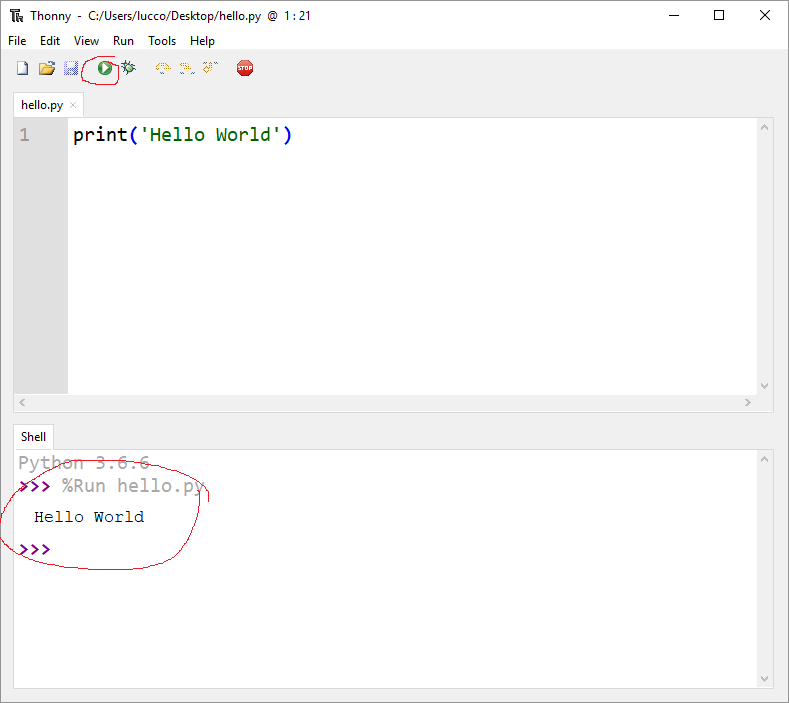 Thonny - C:/Users/lucco/Desktop/hello.py @ 1:21
File Edit View Run Tools Help
STOP
hello.py
1 print('Hello World')
Shell
Python 3.6.6
>>> %Run hello.py
Hello World
>>>